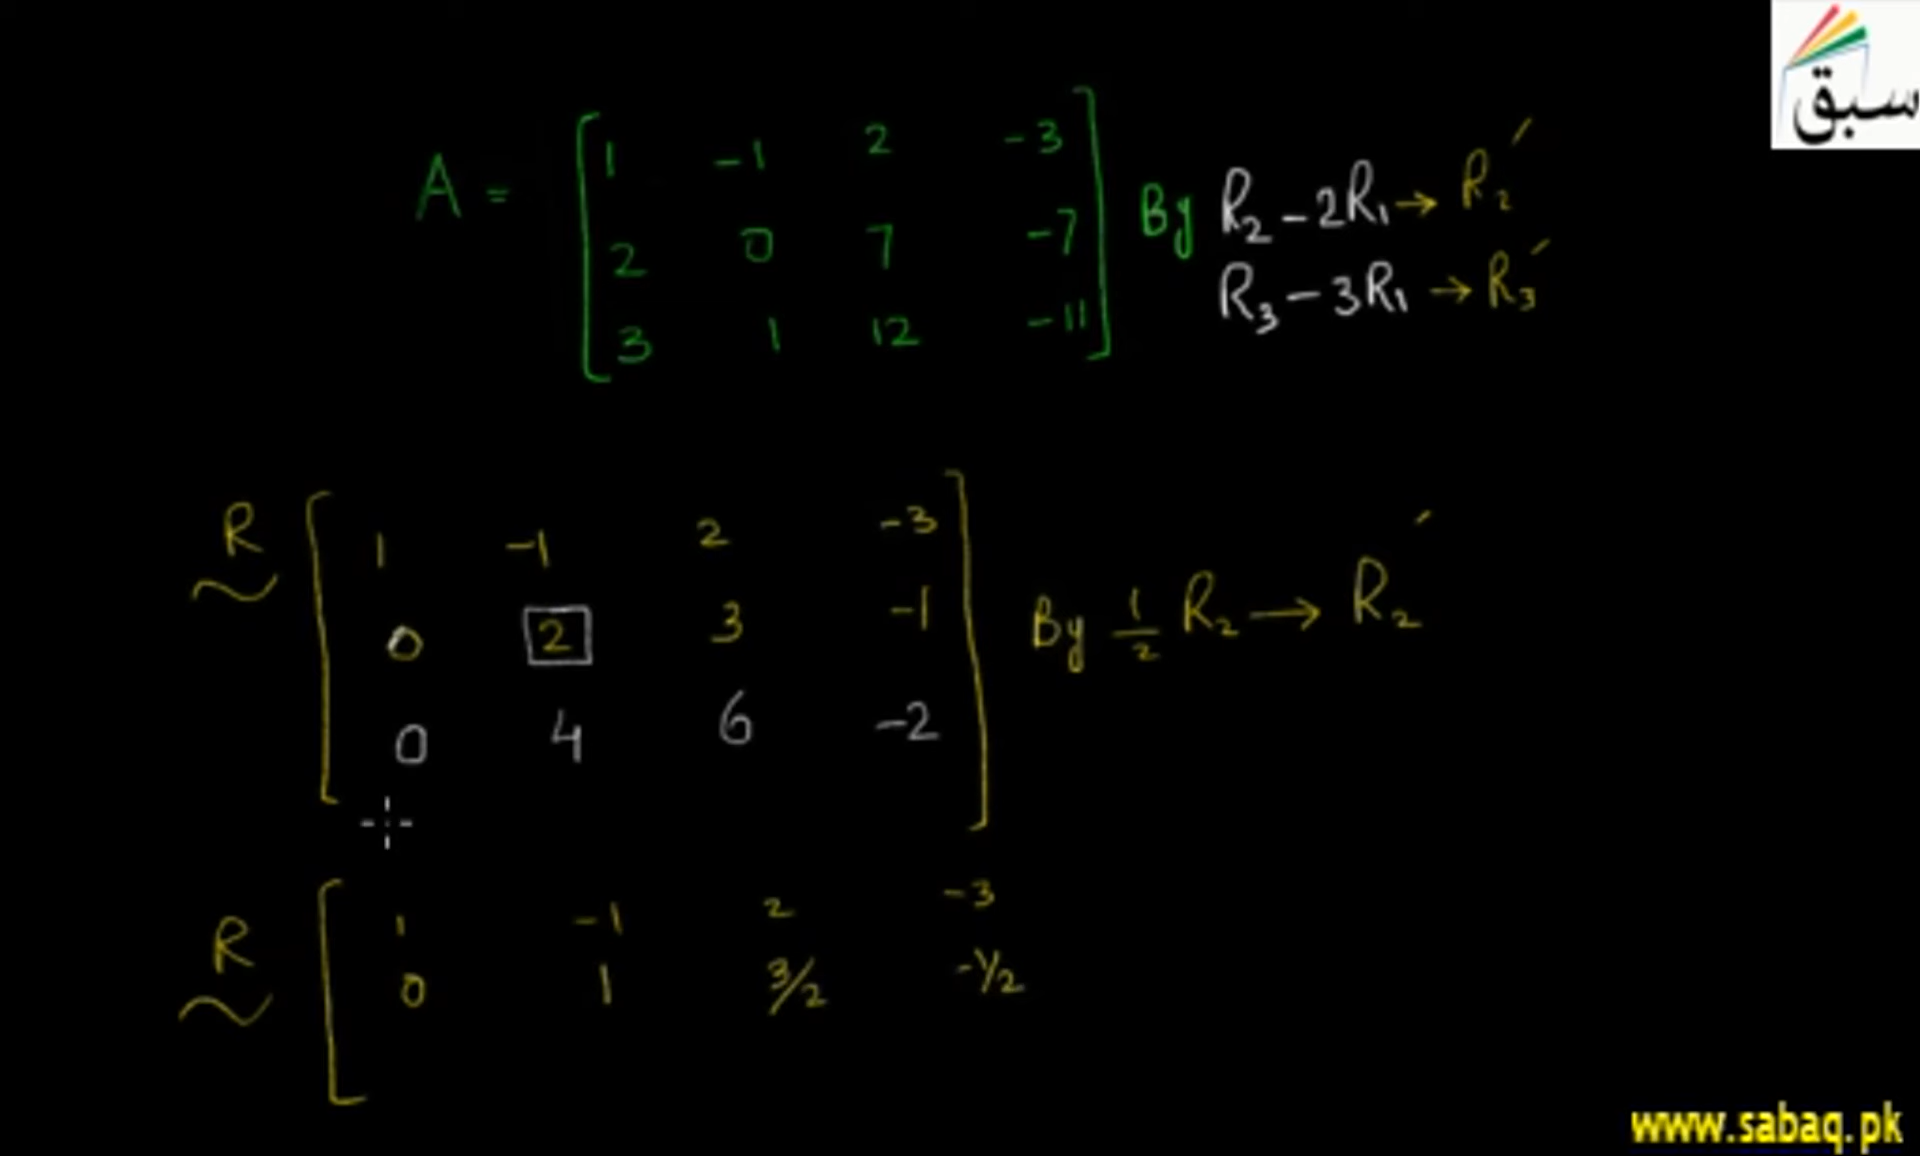 سبق
A = [ 1 -1 2 -3 ] By R₂ - 2R₁ → R₂′
2 0 7 -7
3 1 12 -11 R₃ - 3R₁ → R₃′
R
~ [ 1 -1 2 -3 ]
0 2 3 -1 By 1/2 R₂ → R₂′
0 4 6 -2
R
~ [ 1 -1 2 -3
0 1 3/2 -1/2
www.sabaq.pk